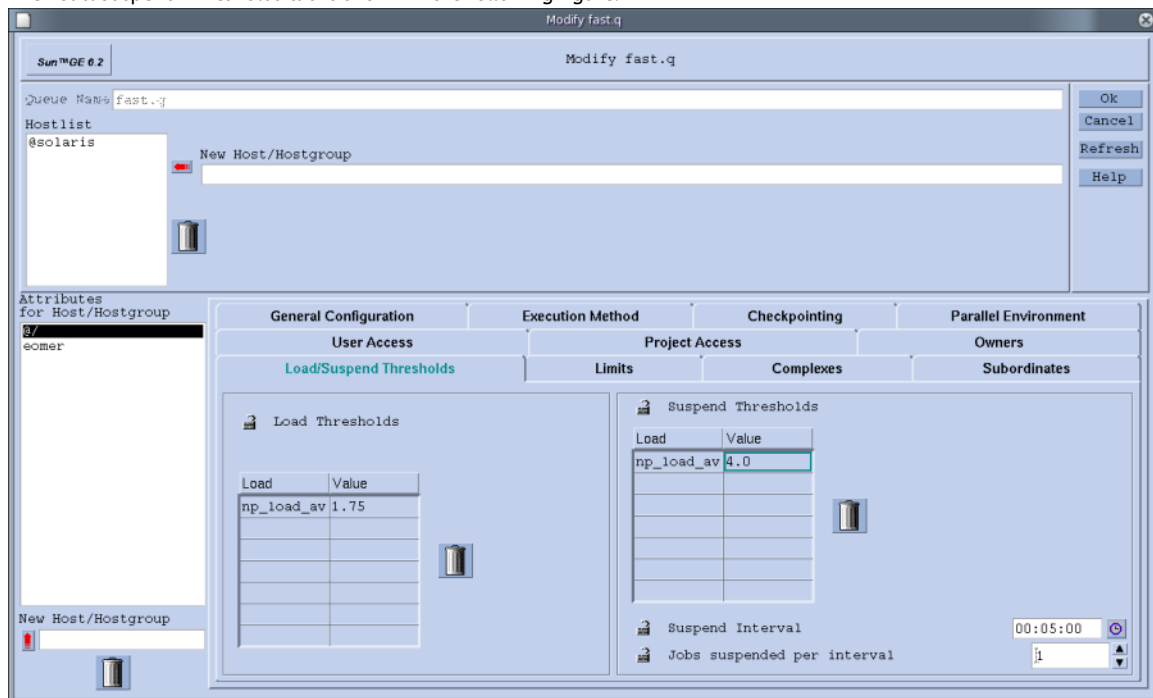 Modify fast.q
Sun™GE 6.2
Modify fast.q
Queue Name fast.q
Ok
Hostlist
Cancel
@solaris
New Host/Hostgroup
Refresh
Help
Attributes
for Host/Hostgroup
@/
eomer
General Configuration
Execution Method
Checkpointing
Parallel Environment
User Access
Project Access
Owners
Load/Suspend Thresholds
Limits
Complexes
Subordinates
Load Thresholds
Load Value
np_load_av 1.75
Suspend Thresholds
Load Value
np_load_av 4.0
New Host/Hostgroup
Suspend Interval 00:05:00
Jobs suspended per interval 1